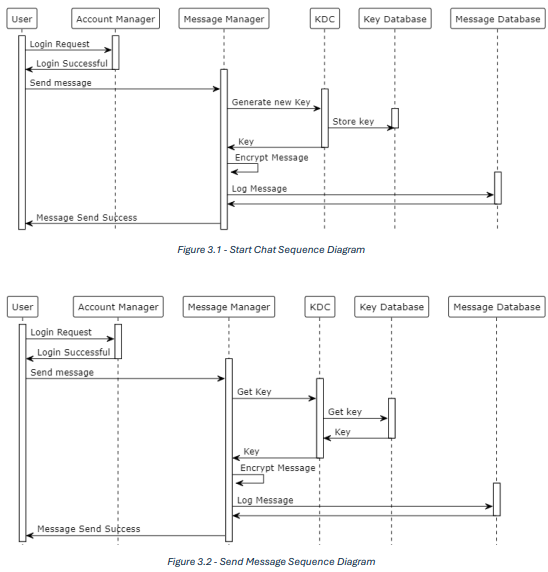 User Account Manager Message Manager KDC Key Database Message Database
Login Request
Login Successful
Send message
Generate new Key
Store key
Key
Encrypt Message
Log Message
Message Send Success
Figure 3.1 - Start Chat Sequence Diagram
User Account Manager Message Manager KDC Key Database Message Database
Login Request
Login Successful
Send message
Get Key
Get key
Key
Key
Encrypt Message
Log Message
Message Send Success
Figure 3.2 - Send Message Sequence Diagram